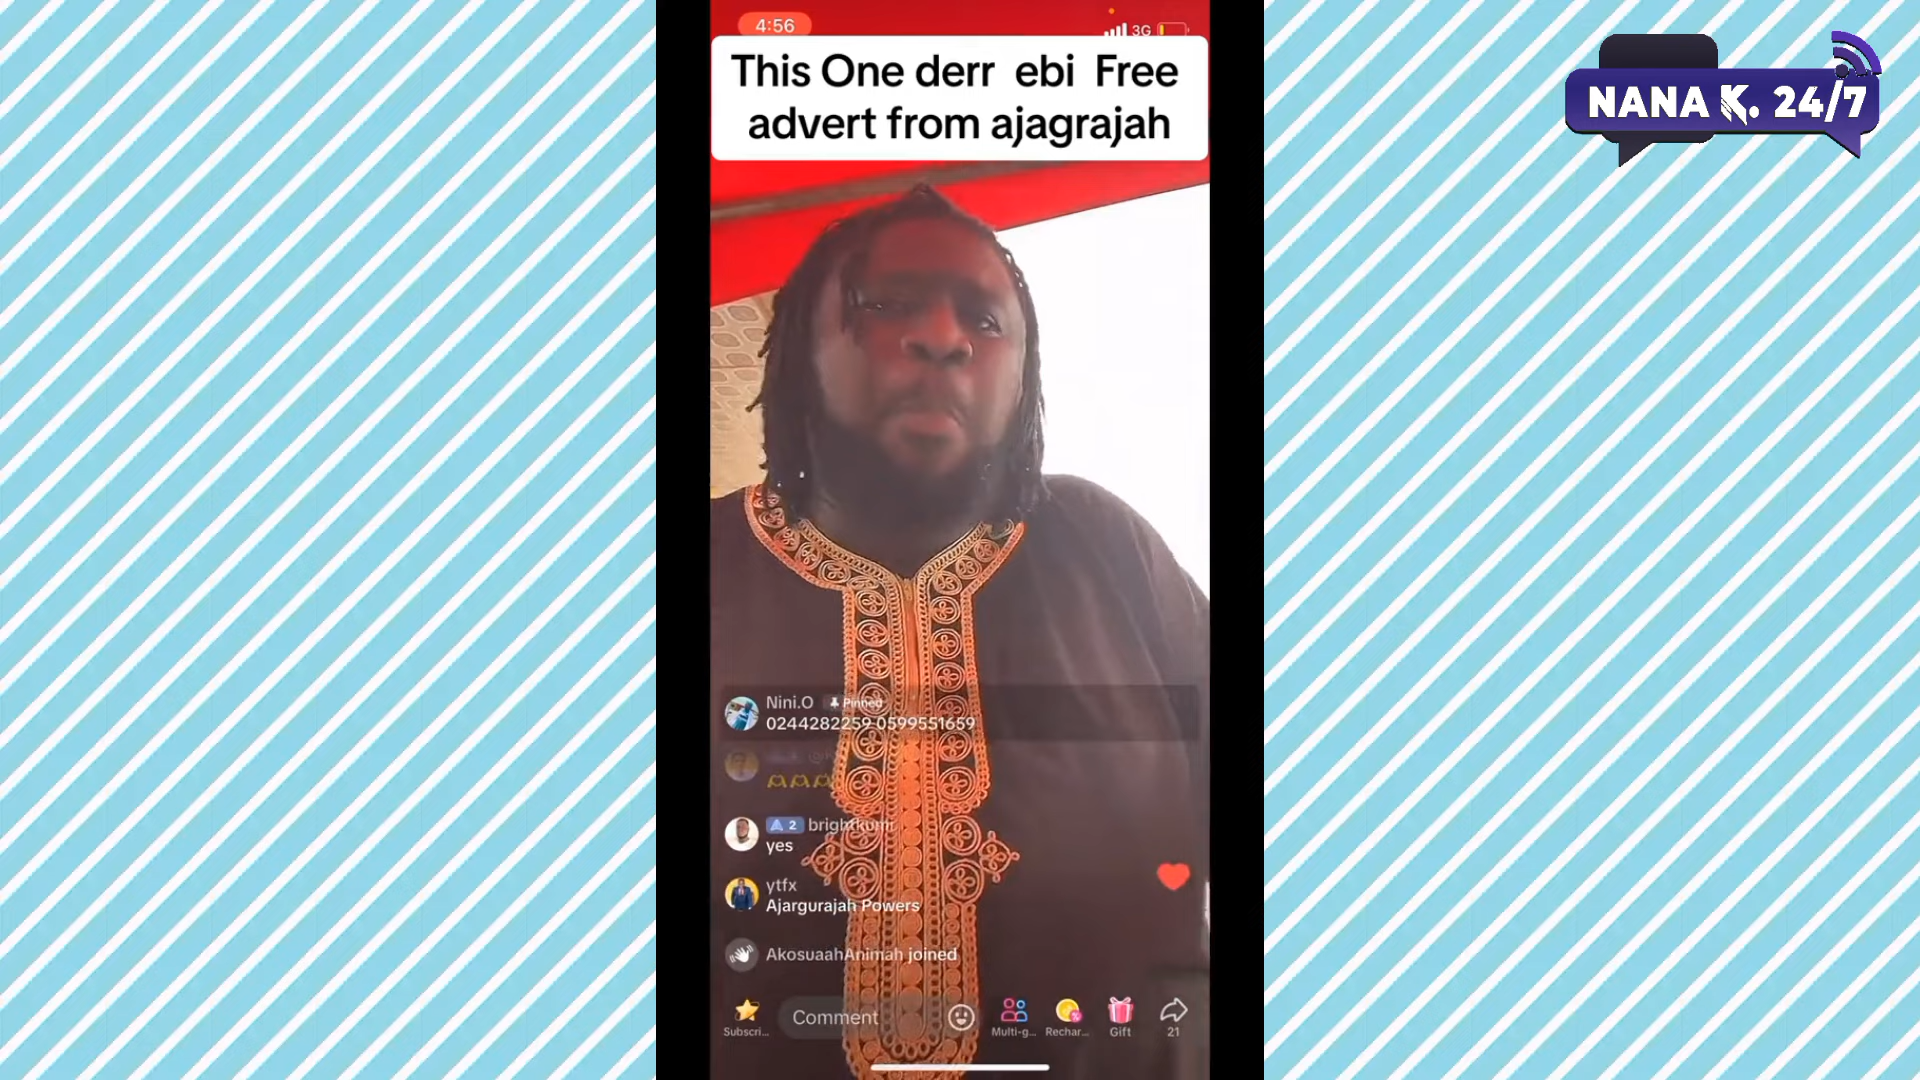 4:56
3G
This One derr ebi Free
advert from ajagrajah
NANA K. 24/7
Nini.O Pinned
0244282259 0599551659
2 brightkumi
yes
ytfx
Ajargurajah Powers
AkosuaahAnimah joined
Comment
Subscri...
Multi-g...
Rechar...
Gift
21